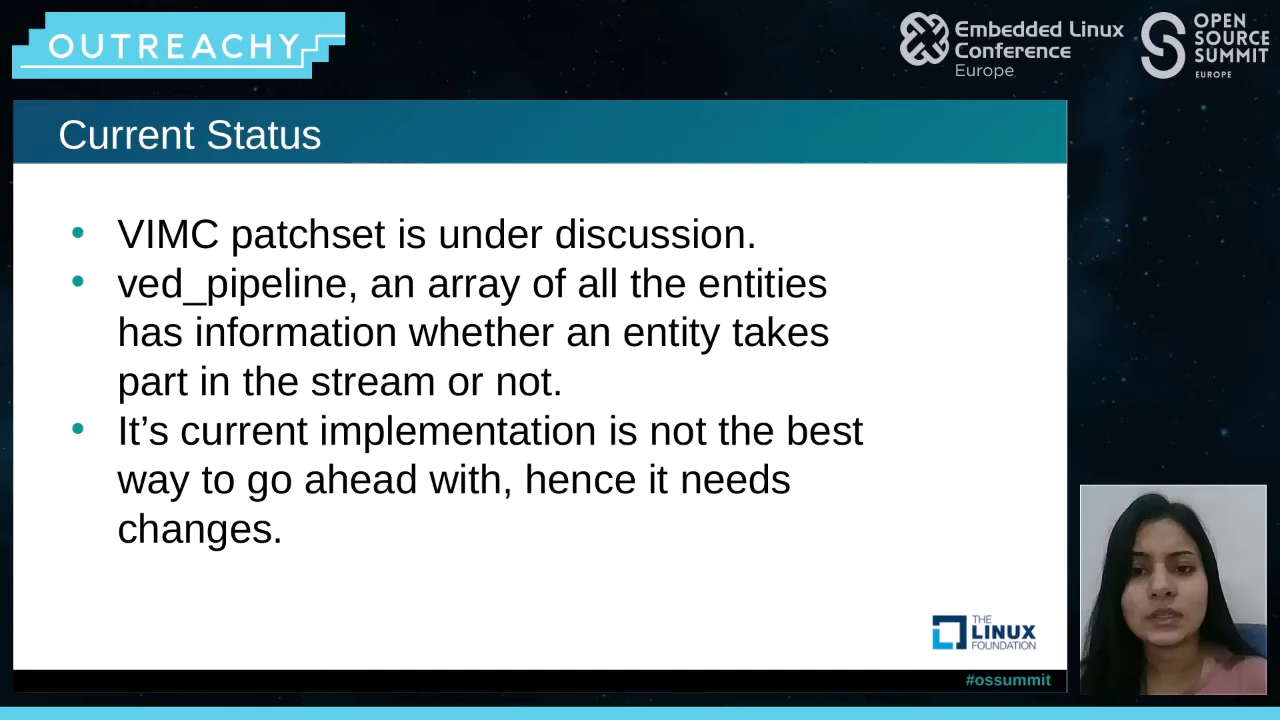 OUTREACHY
Embedded Linux
Conference
Europe
OPEN
SOURCE
SUMMIT
EUROPE
Current Status
• VIMC patchset is under discussion.
• ved_pipeline, an array of all the entities
has information whether an entity takes
part in the stream or not.
• It’s current implementation is not the best
way to go ahead with, hence it needs
changes.
THE
LINUX
FOUNDATION
#ossummit